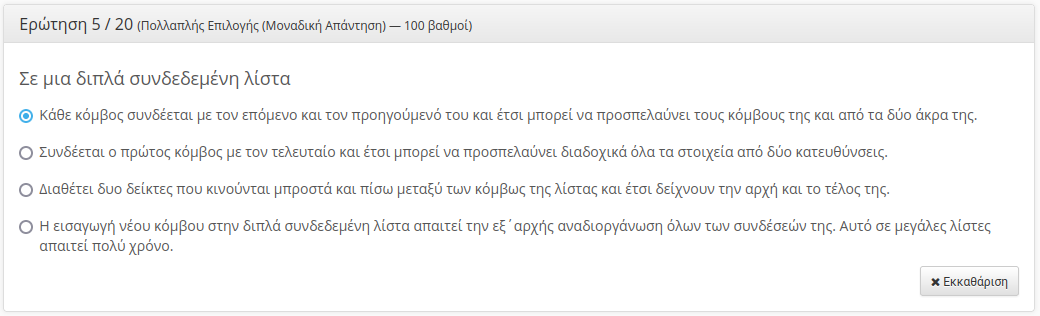 Ερώτηση 5 / 20 (Πολλαπλής Επιλογής (Μοναδική Απάντηση) — 100 βαθμοί)
Σε μια διπλά συνδεδεμένη λίστα
Κάθε κόμβος συνδέεται με τον επόμενο και τον προηγούμενό του και έτσι μπορεί να προσπελαύνει τους κόμβους της και από τα δύο άκρα της.
Συνδέεται ο πρώτος κόμβος με τον τελευταίο και έτσι μπορεί να προσπελαύνει διαδοχικά όλα τα στοιχεία από δύο κατευθύνσεις.
Διαθέτει δυο δείκτες που κινούνται μπροστά και πίσω μεταξύ των κόμβως της λίστας και έτσι δείχνουν την αρχή και το τέλος της.
Η εισαγωγή νέου κόμβου στην διπλά συνδεδεμένη λίστα απαιτεί την εξ΄αρχής αναδιοργάνωση όλων των συνδέσεών της. Αυτό σε μεγάλες λίστες
απαιτεί πολύ χρόνο.
✖ Εκκαθάριση